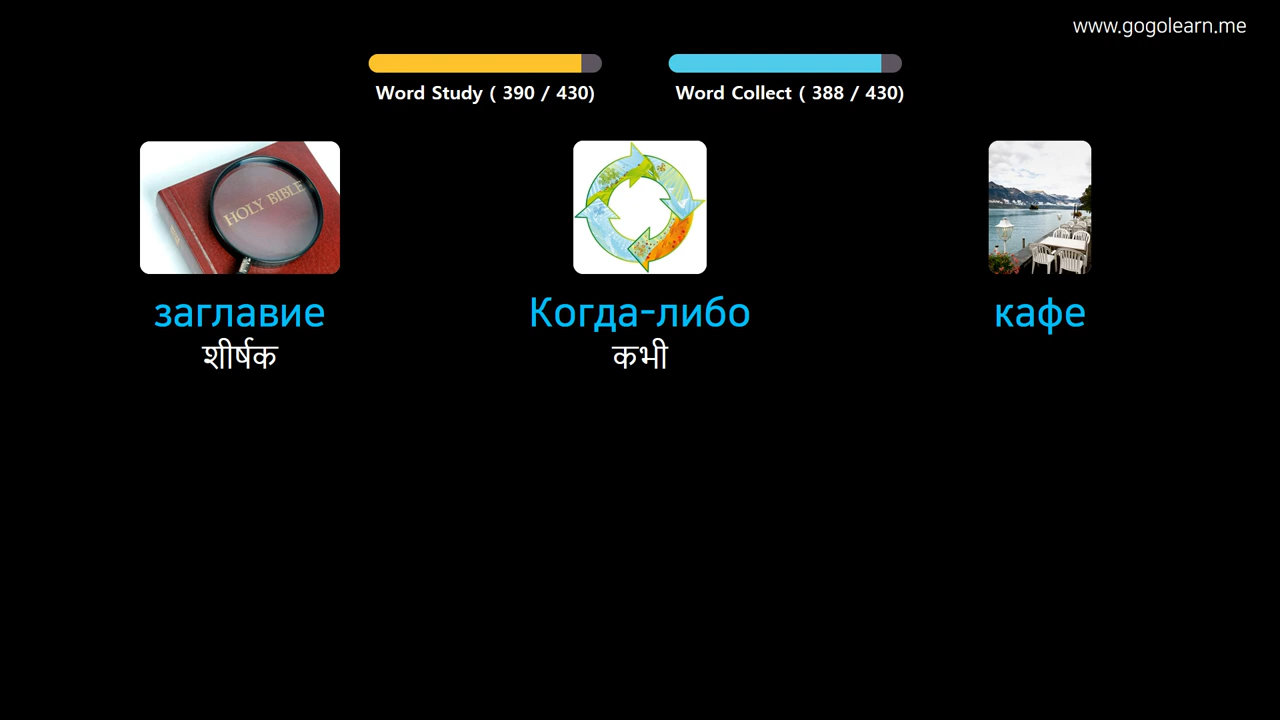 www.gogolearn.me
Word Study ( 390 / 430)
Word Collect ( 388 / 430)
HOLY BIBLE
заглавие
Когда-либо
кафе
शीर्षक
कभी